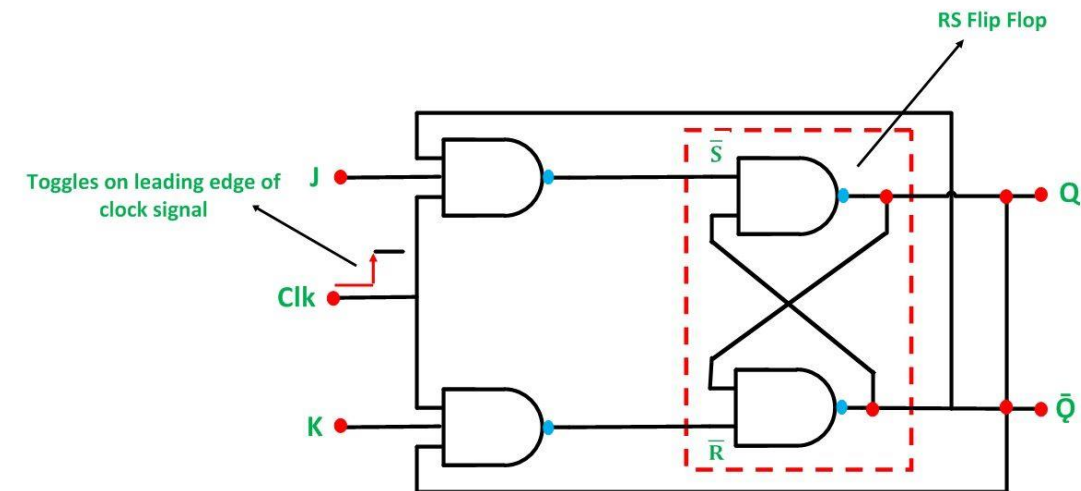 RS Flip Flop
S̅
J
Q
Toggles on leading edge of
clock signal
Clk
K
Q̅
R̅